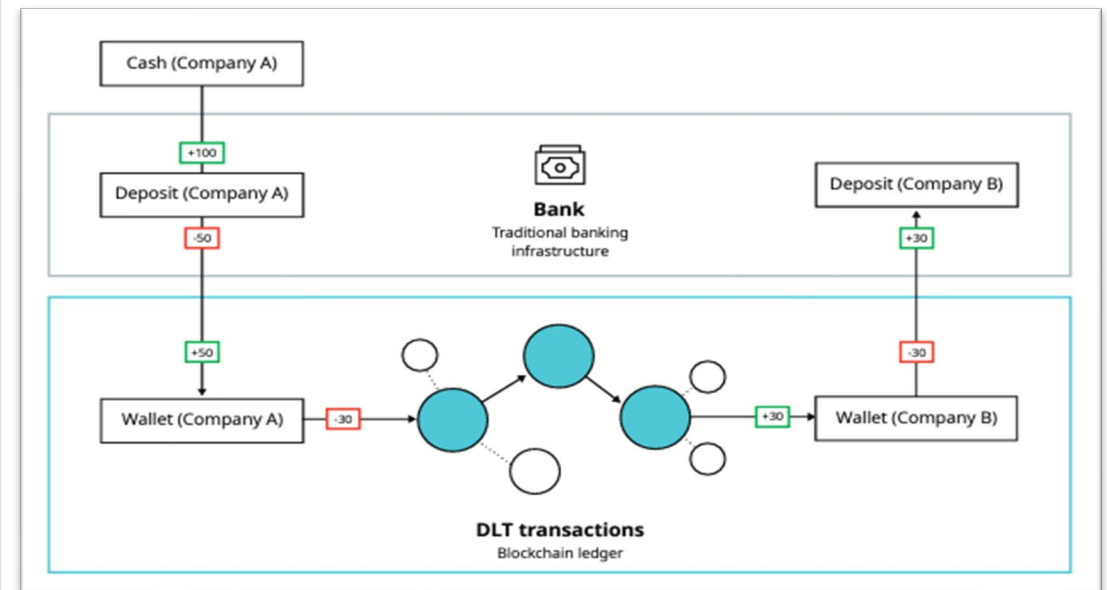 Cash (Company A)
+100
Deposit (Company A)
-50
Bank
Traditional banking
infrastructure
Deposit (Company B)
+30
+50
-30
Wallet (Company A)
-30
+30
Wallet (Company B)
DLT transactions
Blockchain ledger